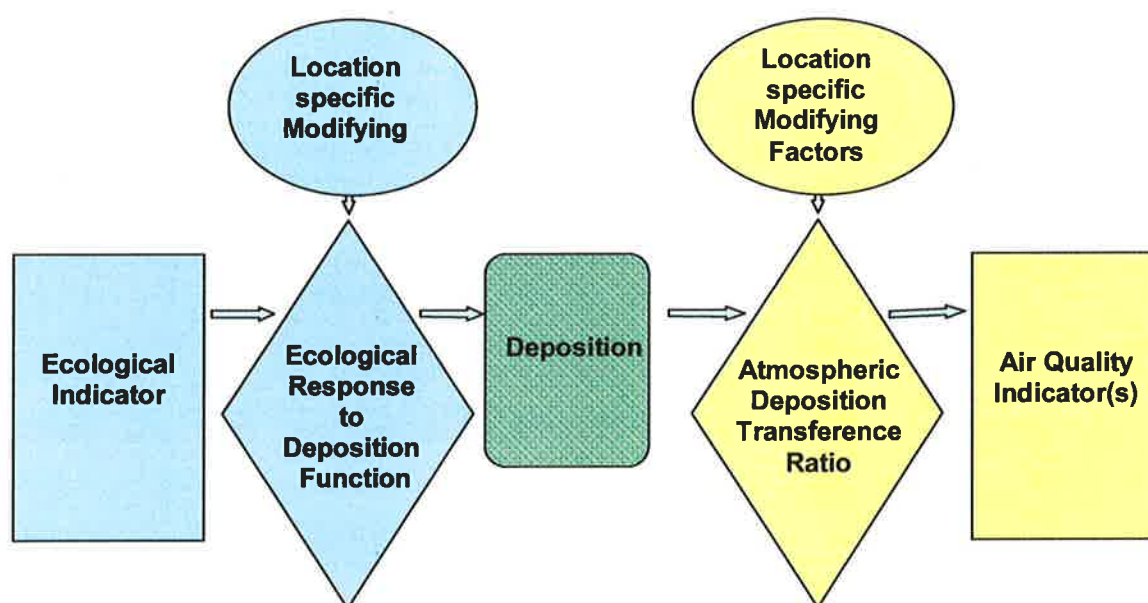 Location
specific
Modifying
Location
specific
Modifying
Factors
Ecological
Indicator
Ecological
Response
to
Deposition
Function
Deposition
Atmospheric
Deposition
Transference
Ratio
Air Quality
Indicator(s)